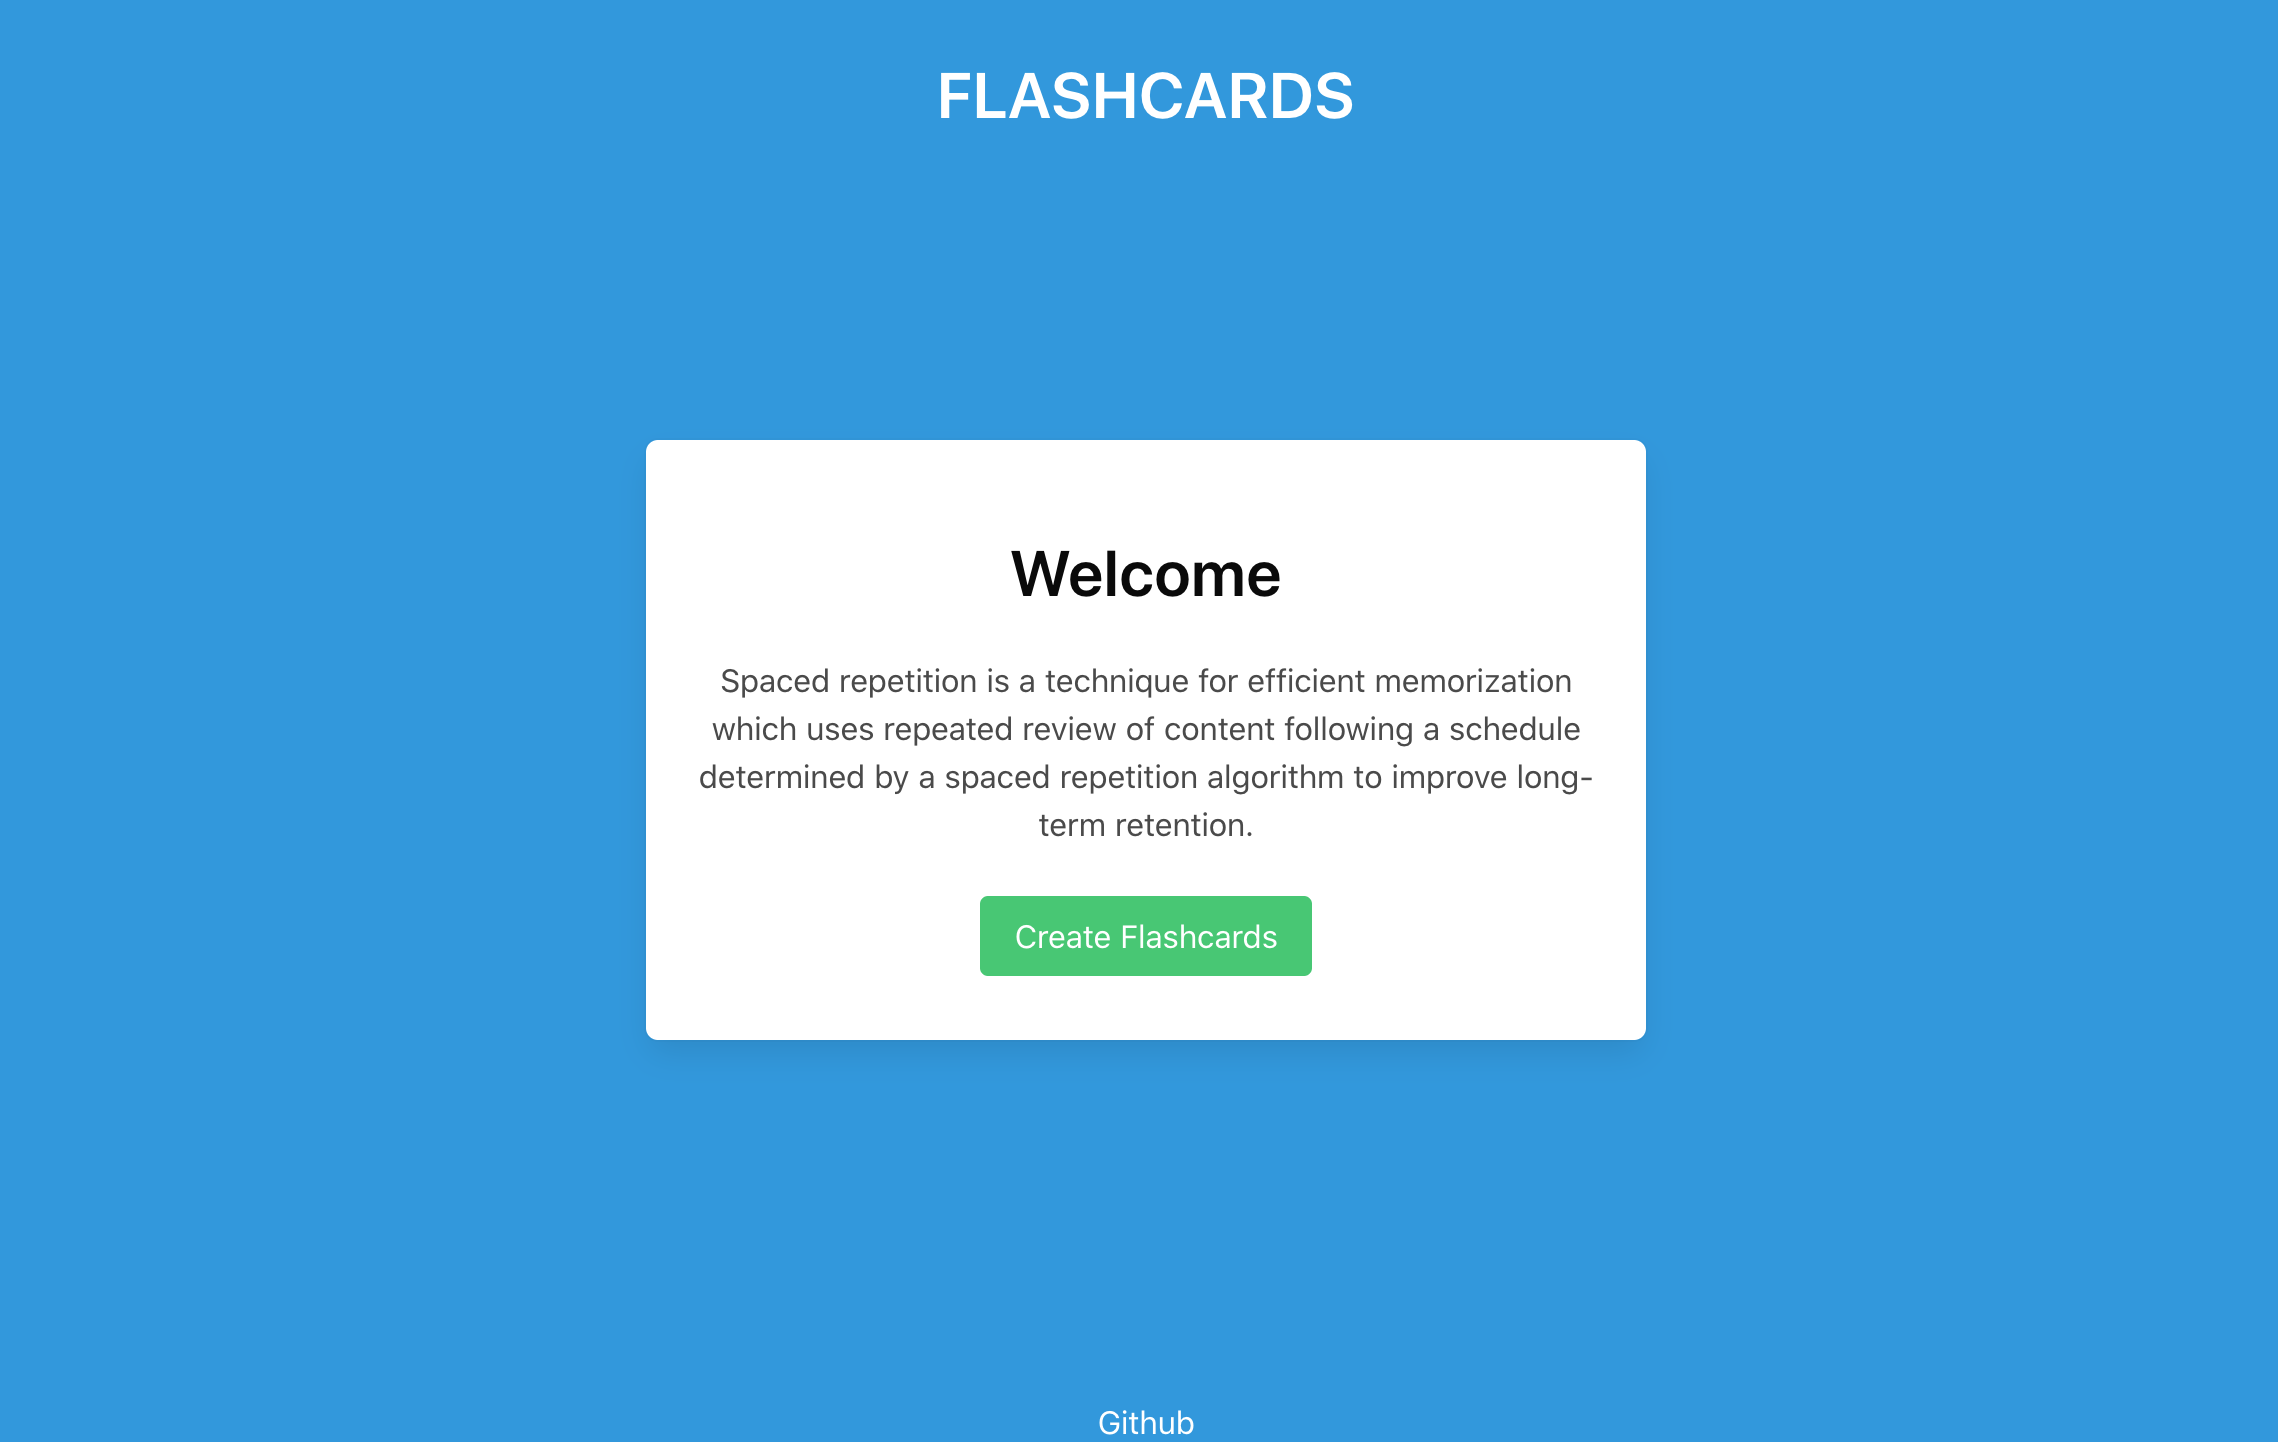 FLASHCARDS
Welcome
Spaced repetition is a technique for efficient memorization
which uses repeated review of content following a schedule
determined by a spaced repetition algorithm to improve long-
term retention.
Create Flashcards
Github